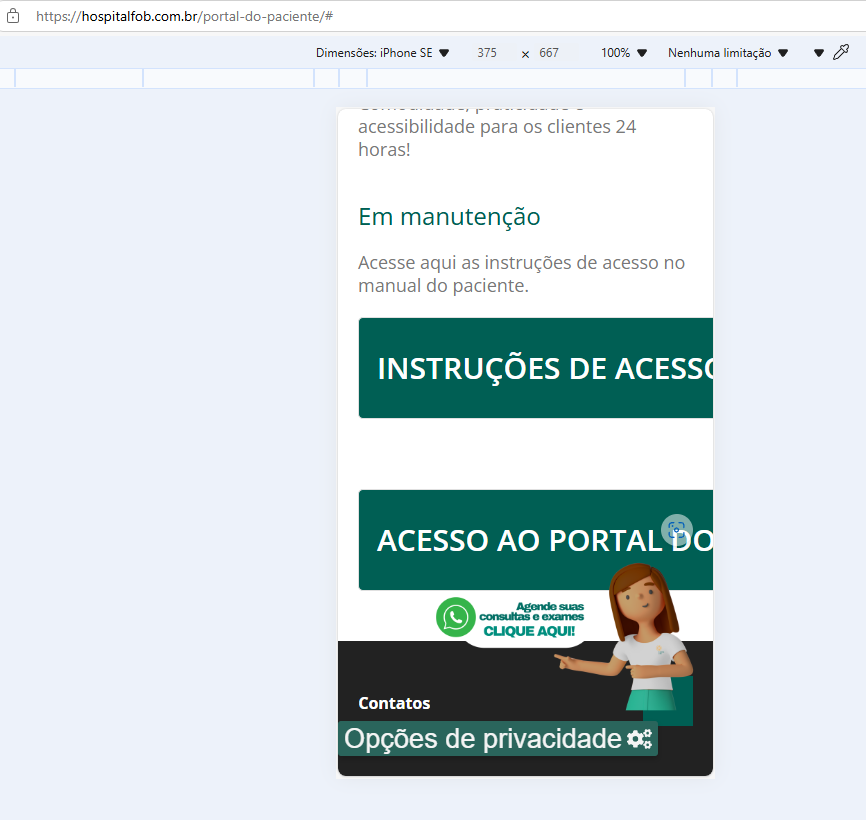 https://hospitalfob.com.br/portal-do-paciente/#
Dimensões: iPhone SE 375 × 667 100% Nenhuma limitação
Comodidade, praticidade e
acessibilidade para os clientes 24
horas!
Em manutenção
Acesse aqui as instruções de acesso no
manual do paciente.
INSTRUÇÕES DE ACESSO
ACESSO AO PORTAL DO
Agende suas
consultas e exames
CLIQUE AQUI!
Contatos
Opções de privacidade